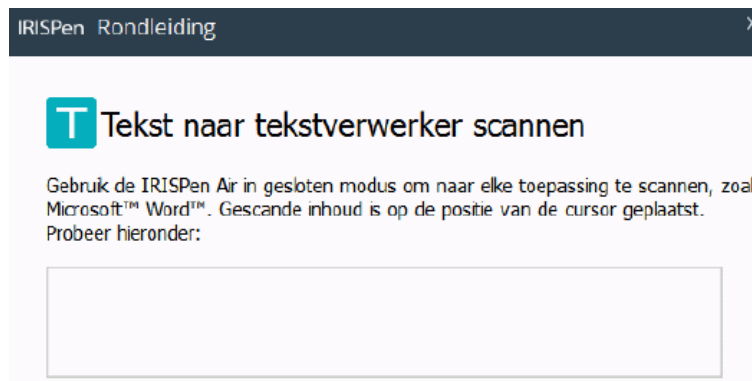 IRISPen Rondleiding
T Tekst naar tekstverwerker scannen
Gebruik de IRISPen Air in gesloten modus om naar elke toepassing te scannen, zoal
Microsoft™ Word™. Gescande inhoud is op de positie van de cursor geplaatst.
Probeer hieronder: